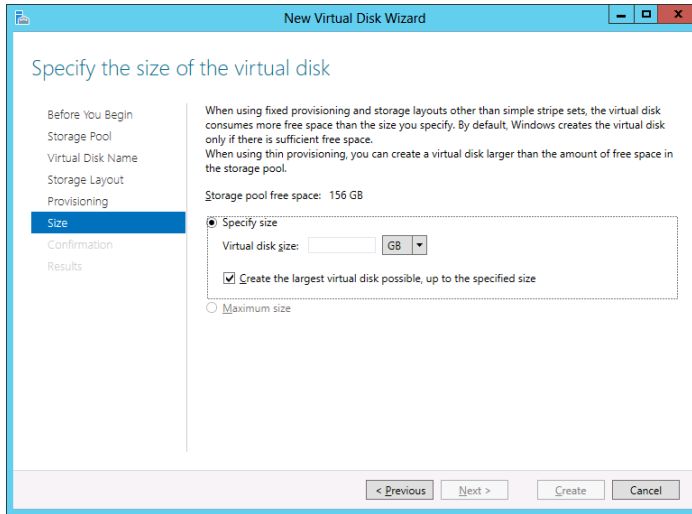 New Virtual Disk Wizard
Specify the size of the virtual disk
Before You Begin
Storage Pool
Virtual Disk Name
Storage Layout
Provisioning
Size
Confirmation
Results
When using fixed provisioning and storage layouts other than simple stripe sets, the virtual disk
consumes more free space than the size you specify. By default, Windows creates the virtual disk
only if there is sufficient free space.
When using thin provisioning, you can create a virtual disk larger than the amount of free space in
the storage pool.
Storage pool free space: 156 GB
Specify size
Virtual disk size: GB
Create the largest virtual disk possible, up to the specified size
Maximum size
< Previous Next > Create Cancel